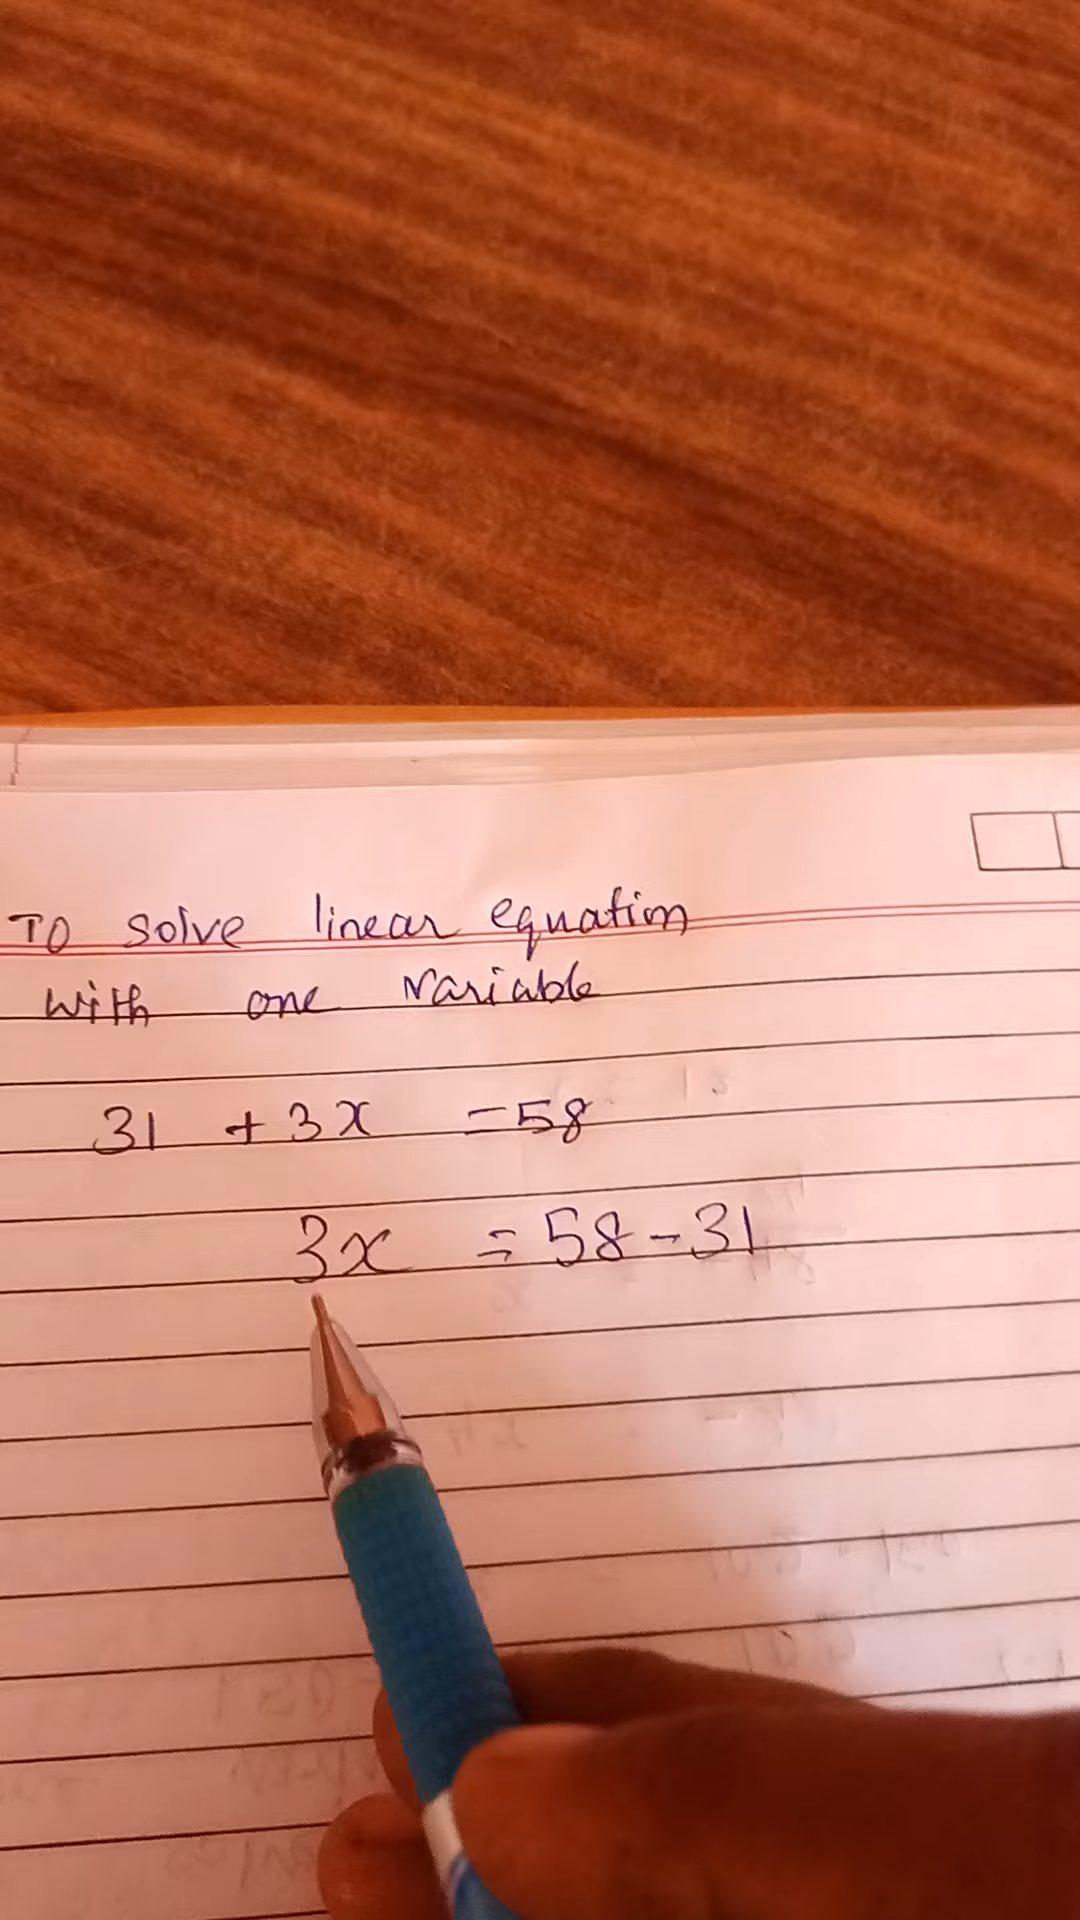 To solve linear equation
with one variable
31 + 3x = 58
3x = 58 - 31